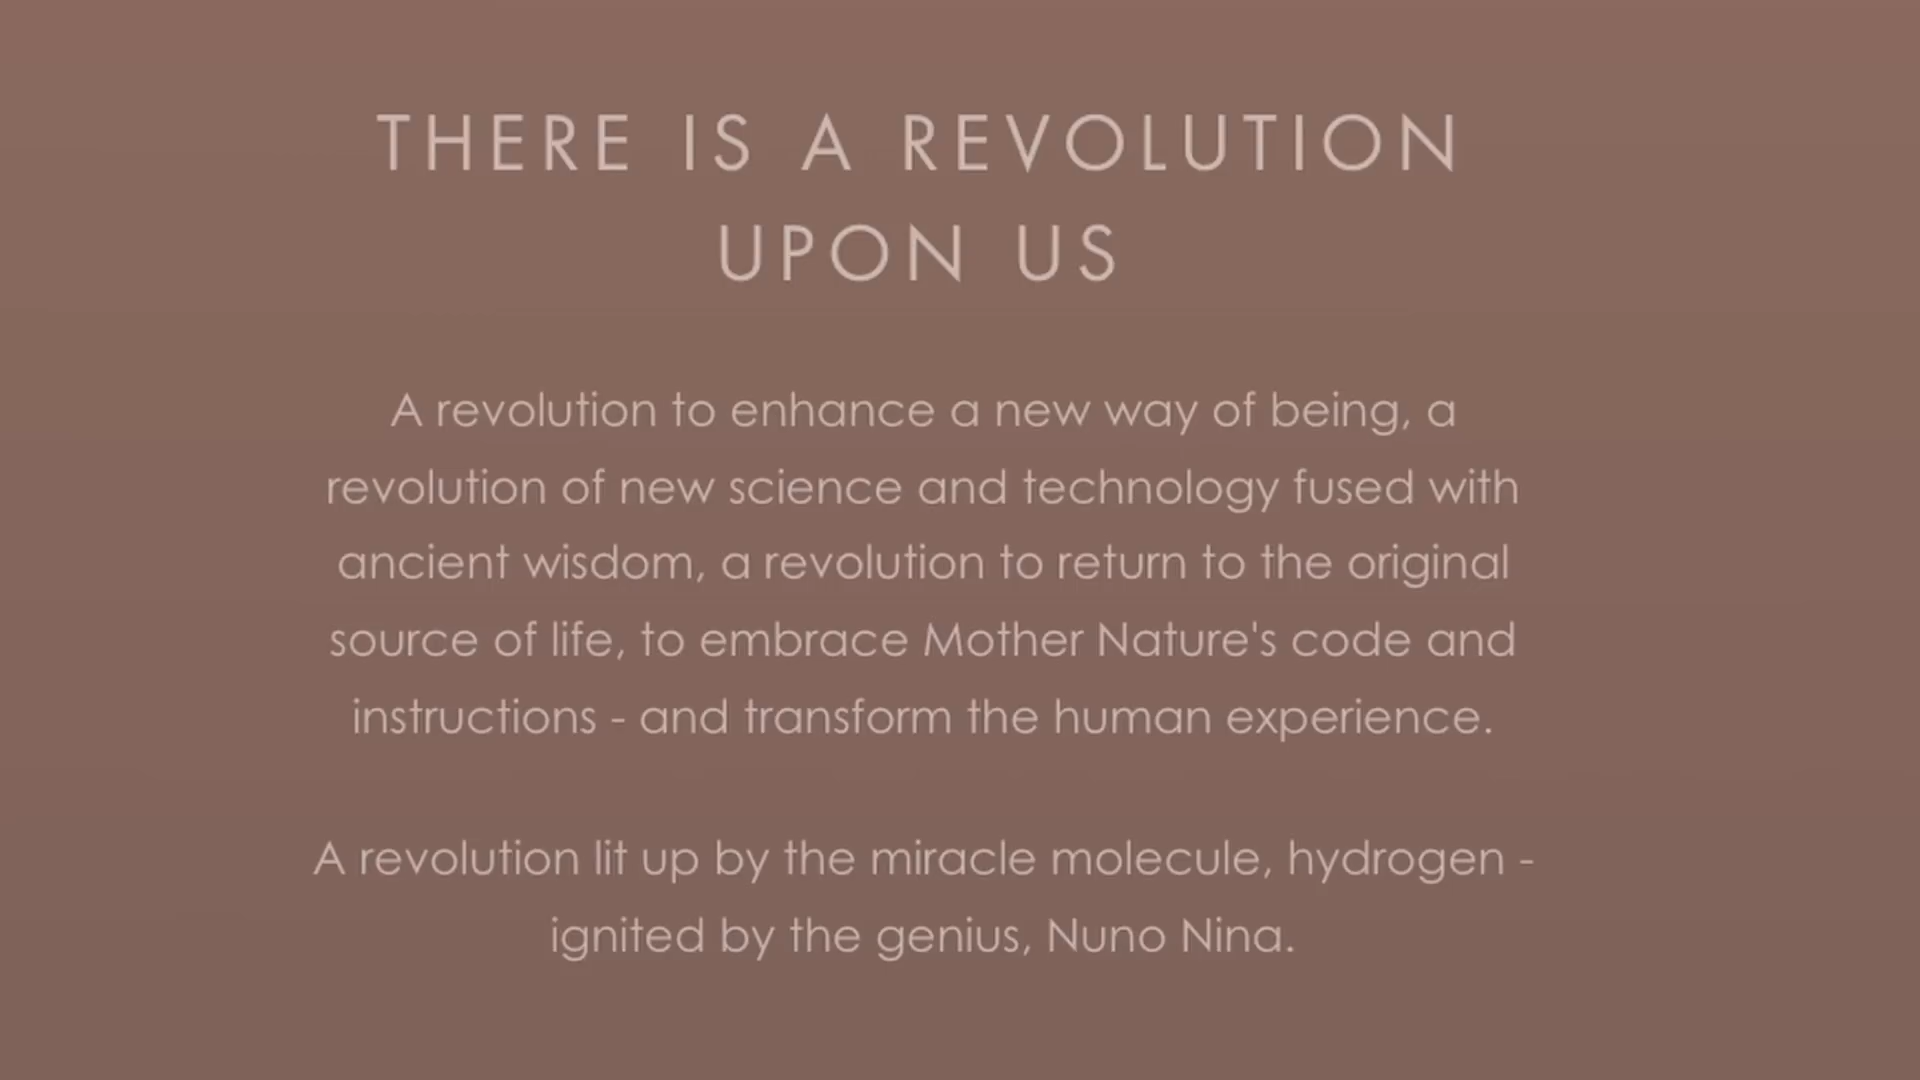 THERE IS A REVOLUTION
UPON US
A revolution to enhance a new way of being, a
revolution of new science and technology fused with
ancient wisdom, a revolution to return to the original
source of life, to embrace Mother Nature's code and
instructions - and transform the human experience.
A revolution lit up by the miracle molecule, hydrogen -
ignited by the genius, Nuno Nina.